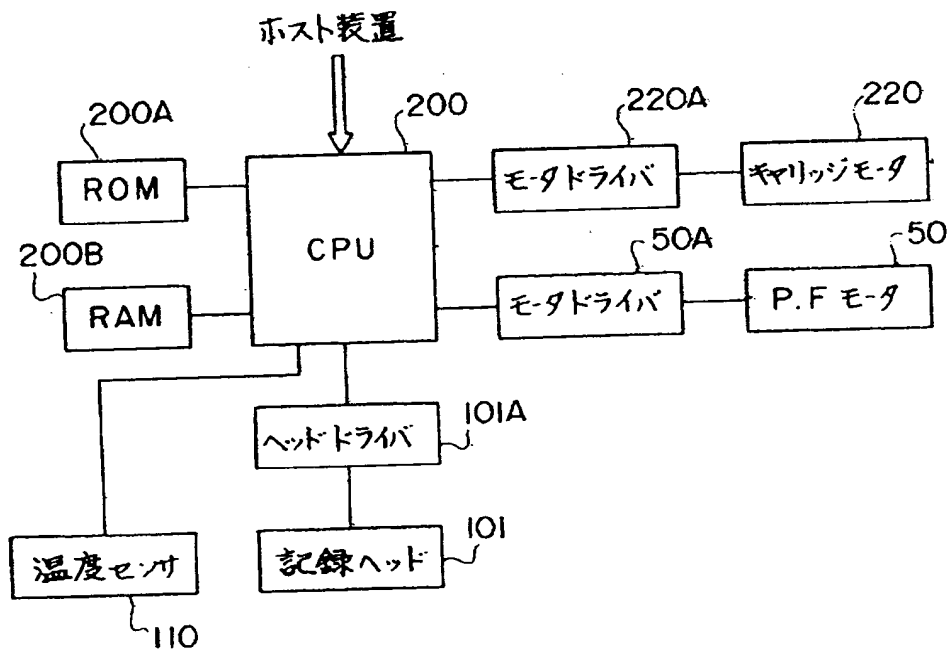 ホスト装置
200A
200
220A
220
ROM
CPU
モータドライバ
キャリッジモータ
200B
50A
50
RAM
モータドライバ
P.F モータ
101A
ヘッドドライバ
101
温度センサ
記録ヘッド
110